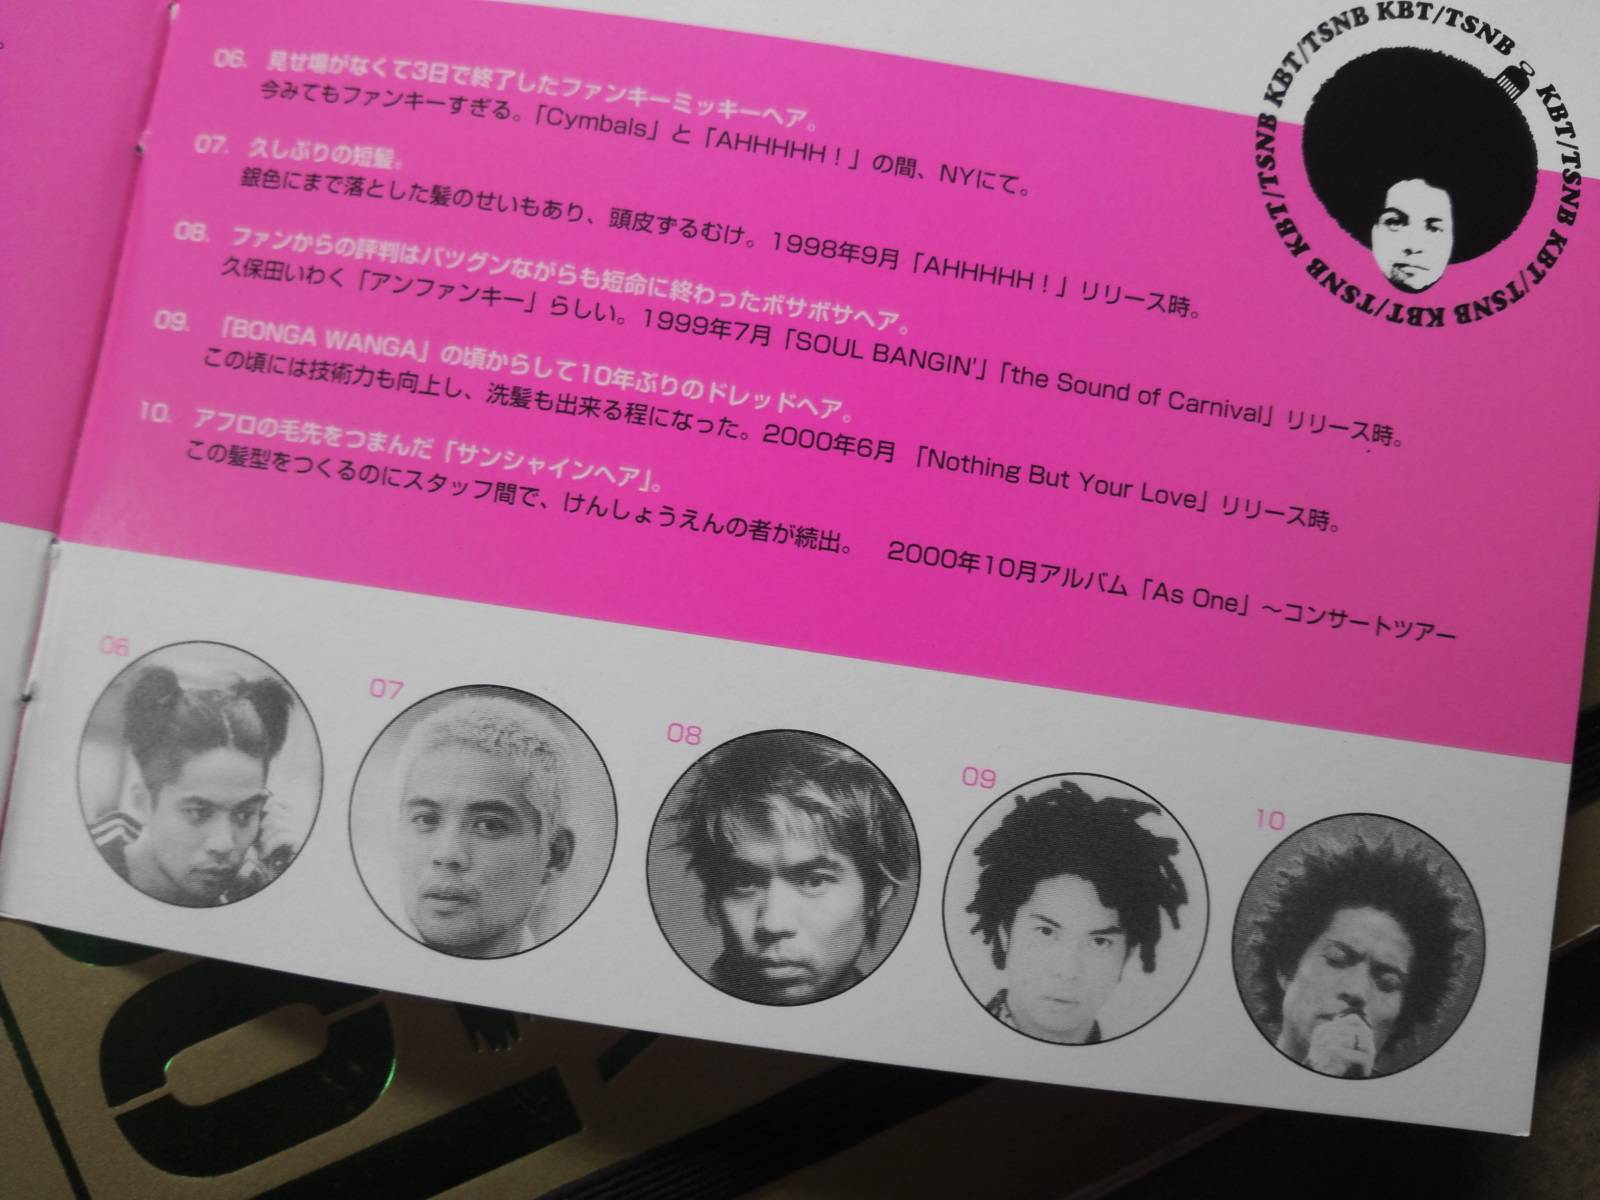 06. 見せ場がなくて3日で終了したファンキーミッキーヘア。
今みてもファンキーすぎる。「Cymbals」と「AHHHHH！」の間、NYにて。
07. 久しぶりの短髪。
銀色にまで落とした髪のせいもあり、頭皮ずるむけ。1998年9月「AHHHHH！」リリース時。
08. ファンからの評判はバツグンながらも短命に終わったボサボサヘア。
久保田いわく「アンファンキー」らしい。1999年7月「SOUL BANGIN'」「the Sound of Carnival」リリース時。
09. 「BONGA WANGA」の頃からして10年ぶりのドレッドヘア。
この頃には技術力も向上し、洗髪も出来る程になった。2000年6月 「Nothing But Your Love」リリース時。
10. アフロの毛先をつまんだ「サンシャインヘア」。
この髪型をつくるのにスタッフ間で、けんしょうえんの者が続出。 2000年10月アルバム「As One」～コンサートツアー
KBT/TSNB KBT/TSNB KBT/TSNB KBT/TSNB KBT/TSNB KBT/TSNB KBT/TSNB
06
07
08
09
10